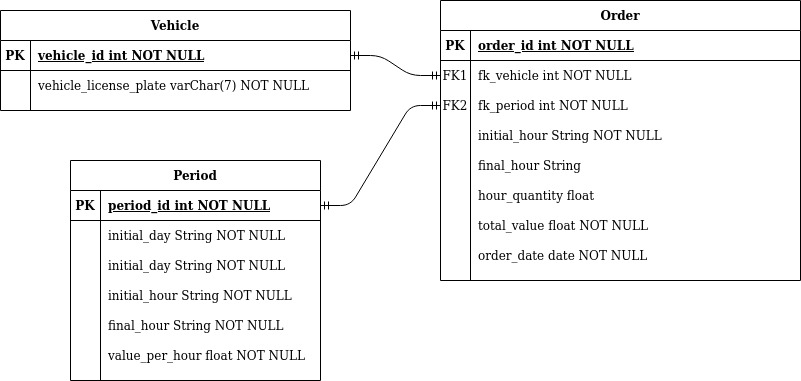 Vehicle
PK vehicle_id int NOT NULL
vehicle_license_plate varChar(7) NOT NULL
Order
PK order_id int NOT NULL
FK1 fk_vehicle int NOT NULL
FK2 fk_period int NOT NULL
initial_hour String NOT NULL
final_hour String
hour_quantity float
total_value float NOT NULL
order_date date NOT NULL
Period
PK period_id int NOT NULL
initial_day String NOT NULL
initial_day String NOT NULL
initial_hour String NOT NULL
final_hour String NOT NULL
value_per_hour float NOT NULL